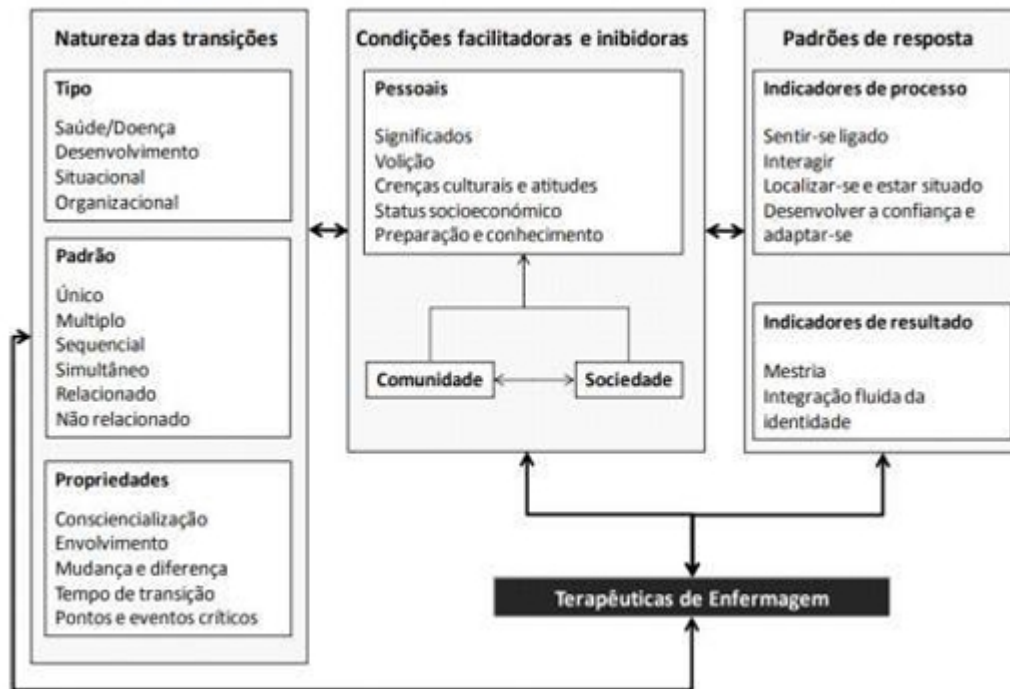 Natureza das transições
Tipo
Saúde/Doença
Desenvolvimento
Situacional
Organizacional
Padrão
Único
Multiplo
Sequencial
Simultâneo
Relacionado
Não relacionado
Propriedades
Consciencialização
Envolvimento
Mudança e diferença
Tempo de transição
Pontos e eventos críticos
Condições facilitadoras e inibidoras
Pessoais
Significados
Volição
Crenças culturais e atitudes
Status socioeconómico
Preparação e conhecimento
Comunidade
Sociedade
Padrões de resposta
Indicadores de processo
Sentir-se ligado
Interagir
Localizar-se e estar situado
Desenvolver a confiança e
adaptar-se
Indicadores de resultado
Mestria
Integração fluida da
identidade
Terapêuticas de Enfermagem